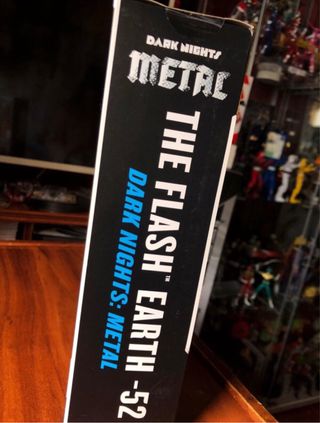 DARK NIGHTS
METAL
THE FLASH™ EARTH -52
DARK NIGHTS: METAL